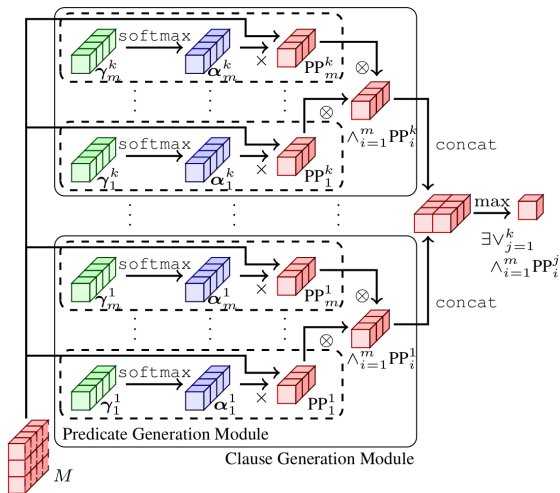 softmax
⊗
γ_m^k α_m^k × PP_m^k
⋮ ⋮ ⋮
⊗
softmax ∧_{i=1}^m PP_i^k
concat
γ_1^k α_1^k × PP_1^k
⋮ ⋮ ⋮
max
∃∨_{j=1}^k
∧_{i=1}^m PP_i^j
softmax
γ_m^1 α_m^1 × PP_m^1
⊗
concat
⋮ ⋮ ⋮
⊗
softmax ∧_{i=1}^m PP_i^1
γ_1^1 α_1^1 × PP_1^1
Predicate Generation Module
Clause Generation Module
M